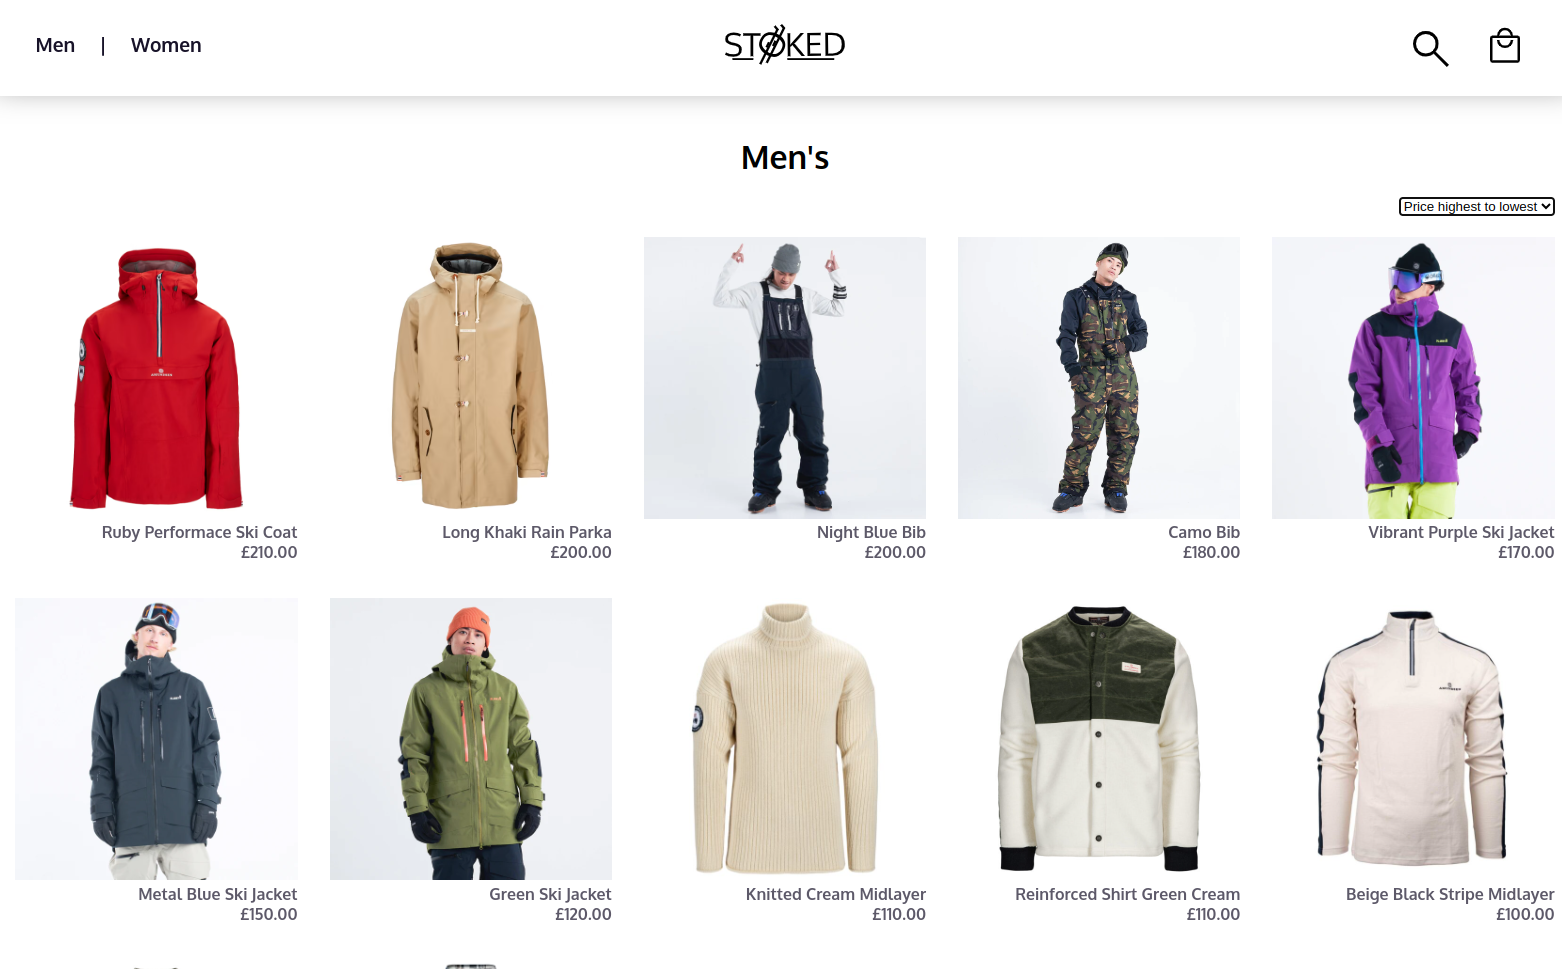 Men | Women
STOKED
Men's
Price highest to lowest
Ruby Performace Ski Coat
£210.00
Long Khaki Rain Parka
£200.00
Night Blue Bib
£200.00
Camo Bib
£180.00
Vibrant Purple Ski Jacket
£170.00
Metal Blue Ski Jacket
£150.00
Green Ski Jacket
£120.00
Knitted Cream Midlayer
£110.00
Reinforced Shirt Green Cream
£110.00
Beige Black Stripe Midlayer
£100.00